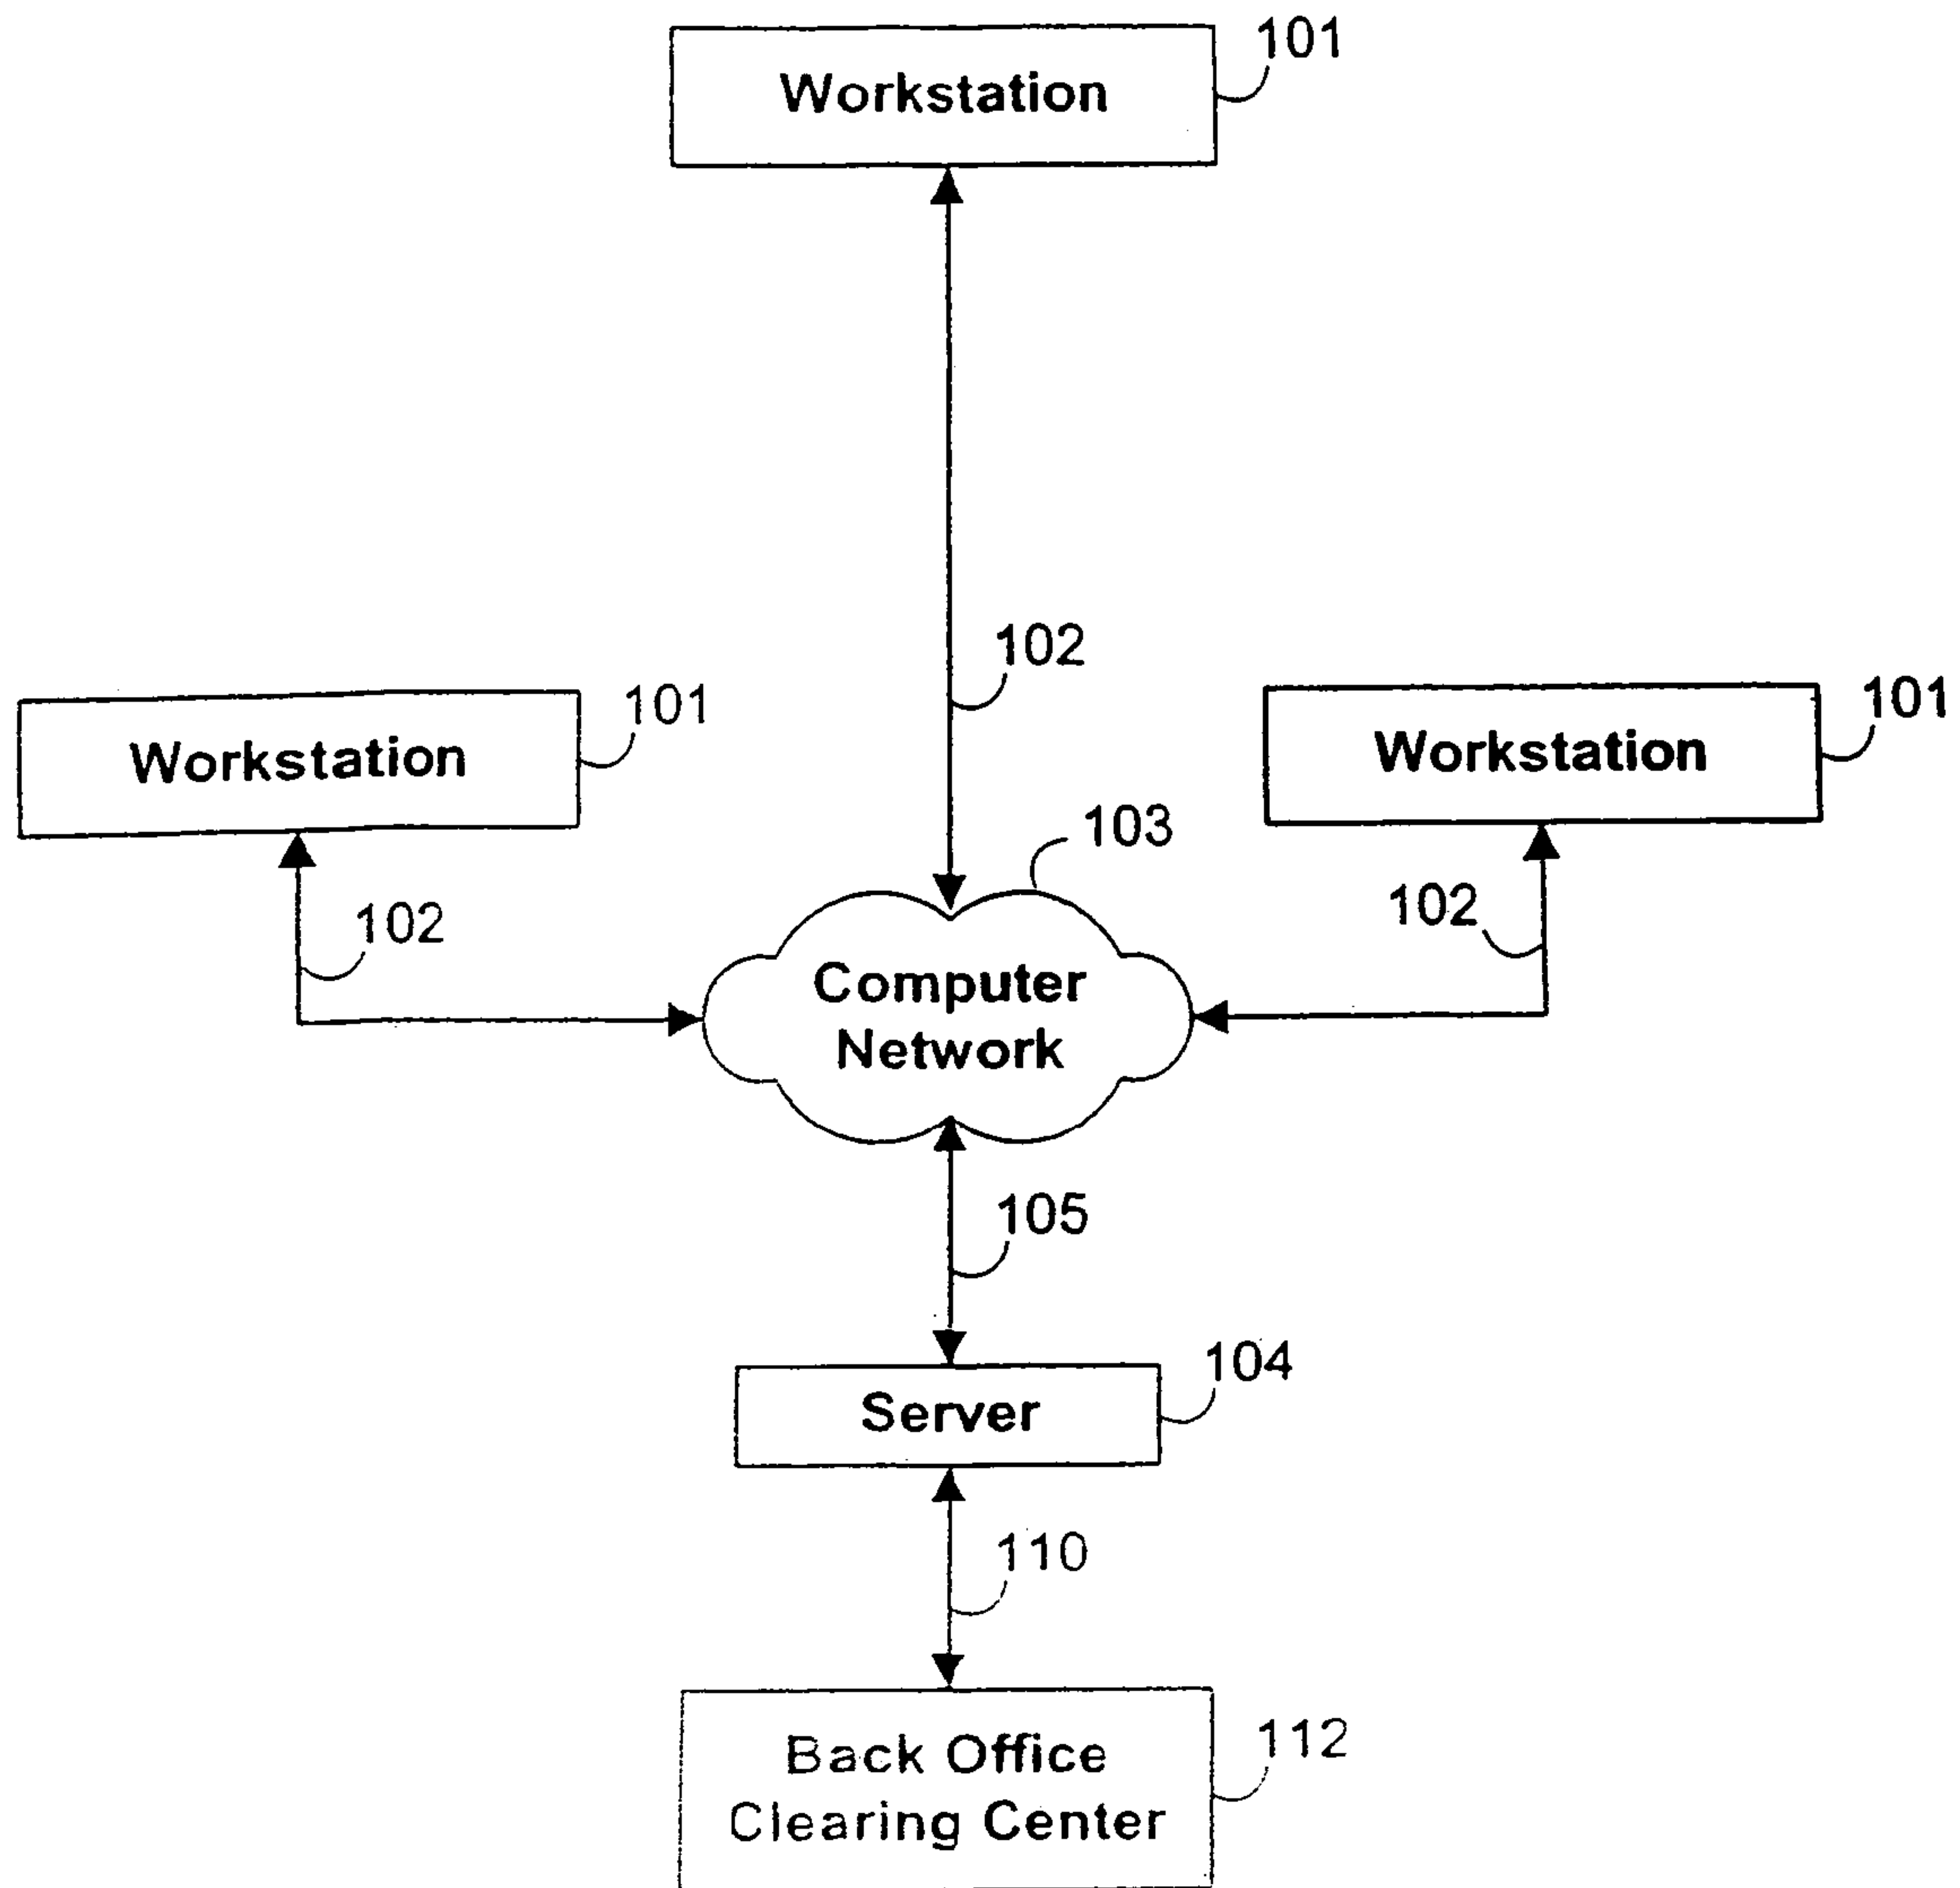 101
Workstation
102
101
Workstation
101
Workstation
103
102
102
Computer
Network
105
104
Server
110
112
Back Office
Clearing Center